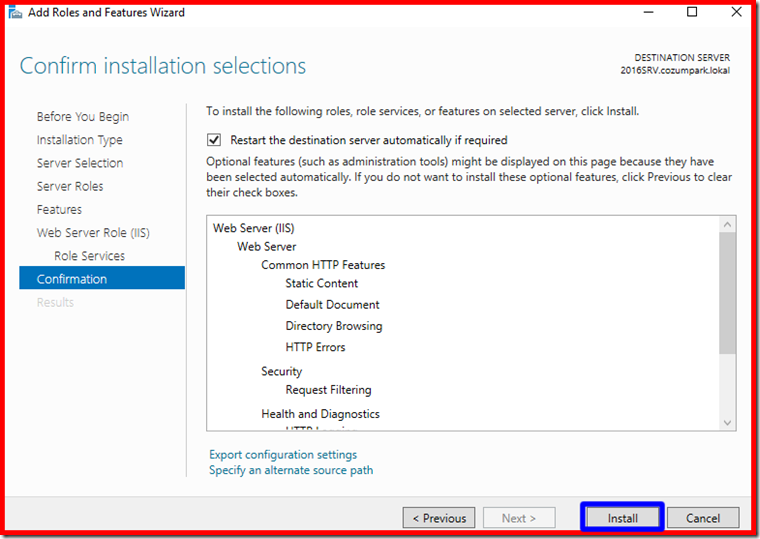 Add Roles and Features Wizard
Confirm installation selections
DESTINATION SERVER
2016SRV.cozumpark.lokal
Before You Begin
Installation Type
Server Selection
Server Roles
Features
Web Server Role (IIS)
Role Services
Confirmation
Results
To install the following roles, role services, or features on selected server, click Install.
Restart the destination server automatically if required
Optional features (such as administration tools) might be displayed on this page because they have
been selected automatically. If you do not want to install these optional features, click Previous to clear
their check boxes.
Web Server (IIS)
Web Server
Common HTTP Features
Static Content
Default Document
Directory Browsing
HTTP Errors
Security
Request Filtering
Health and Diagnostics
Export configuration settings
Specify an alternate source path
< Previous
Next >
Install
Cancel